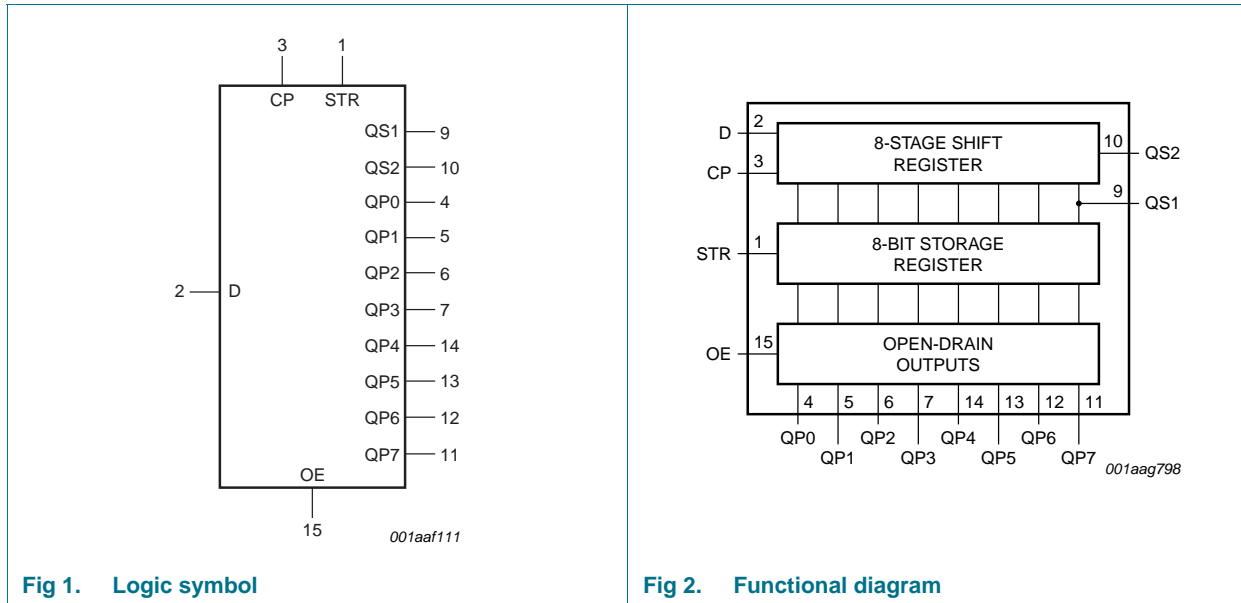 3 1
CP STR
QS1 9
QS2 10
QP0 4
QP1 5
QP2 6
2 D
QP3 7
QP4 14
QP5 13
QP6 12
QP7 11
OE
15
001aaf111
Fig 1. Logic symbol
D 2
8-STAGE SHIFT
REGISTER
10 QS2
CP 3
9 QS1
STR 1
8-BIT STORAGE
REGISTER
OE 15
OPEN-DRAIN
OUTPUTS
4 5 6 7 14 13 12 11
QP0 QP2 QP4 QP6
QP1 QP3 QP5 QP7
001aag798
Fig 2. Functional diagram